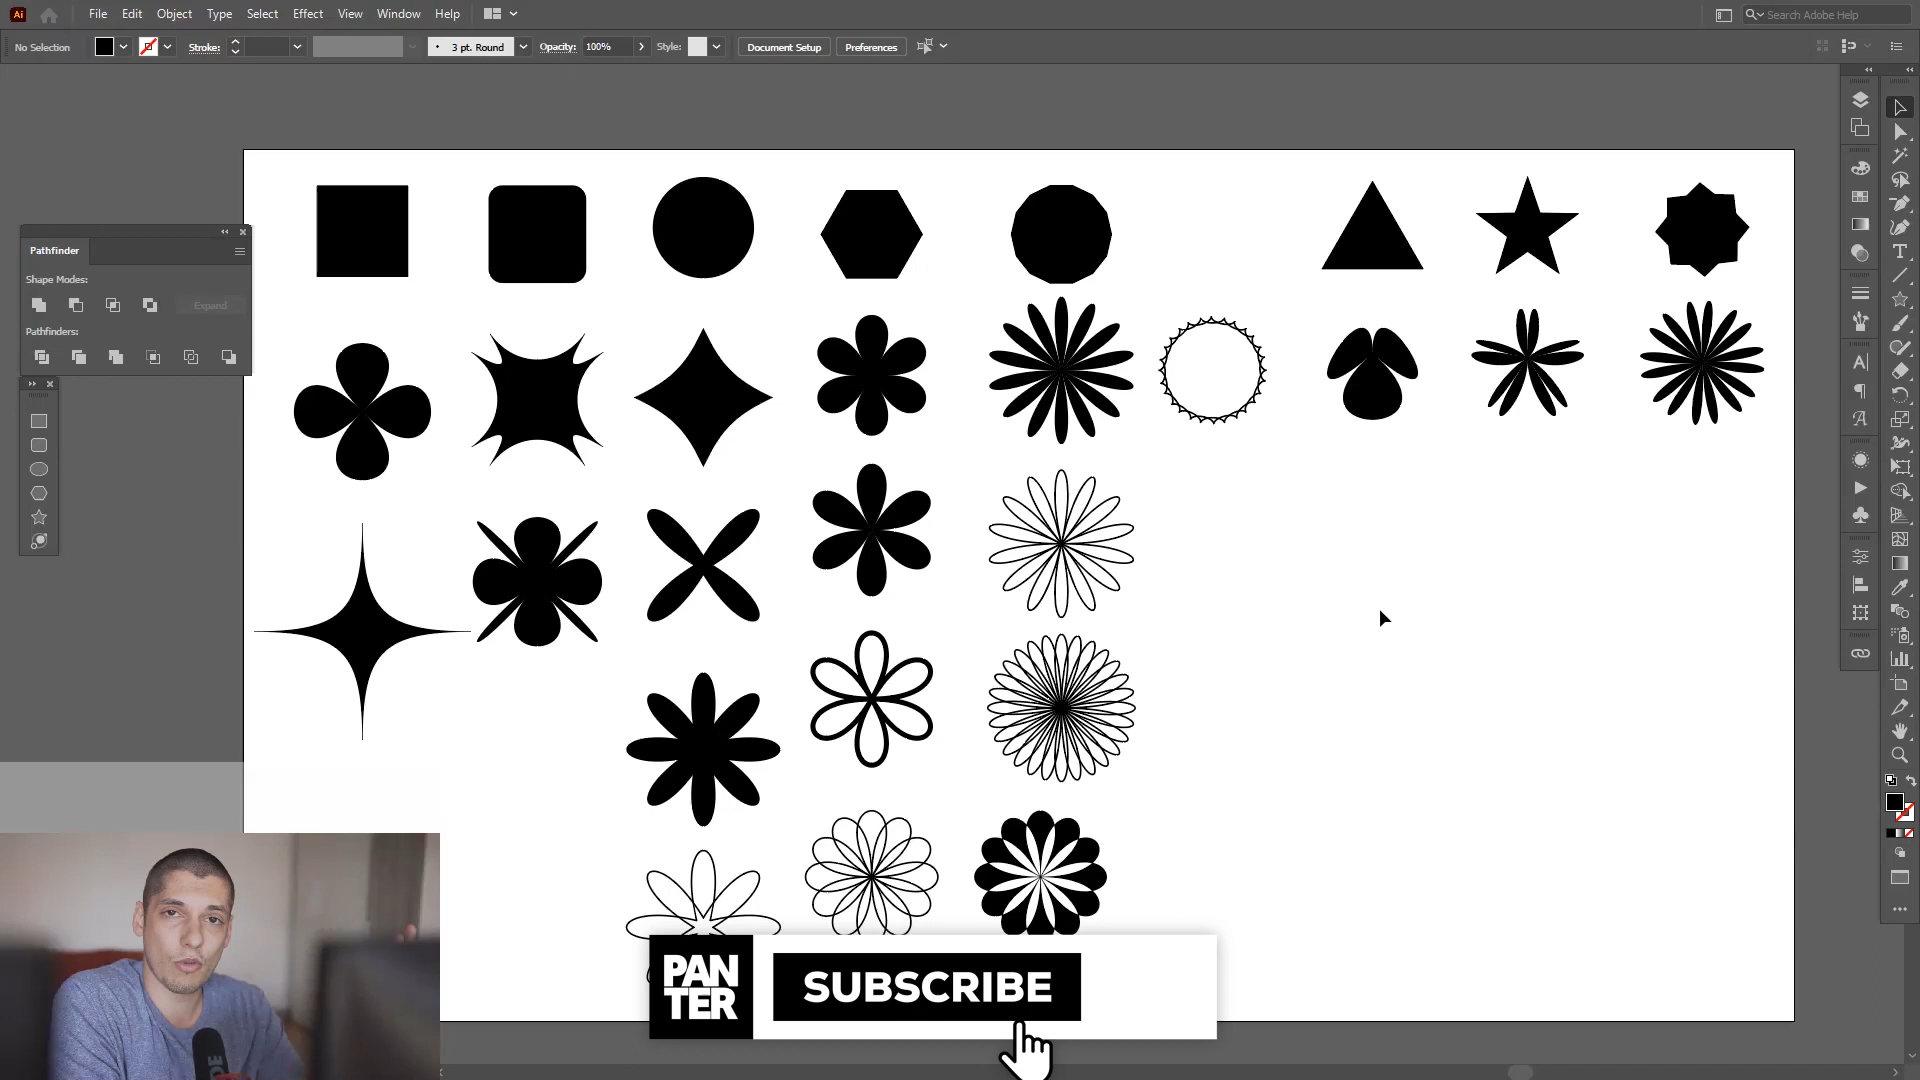 Ai File Edit Object Type Select Effect View Window Help Search Adobe Help
No Selection Stroke: 3 pt. Round Opacity: 100% Style: Document Setup Preferences
Pathfinder
Shape Modes:
Expand
Pathfinders:
PAN
TER
SUBSCRIBE